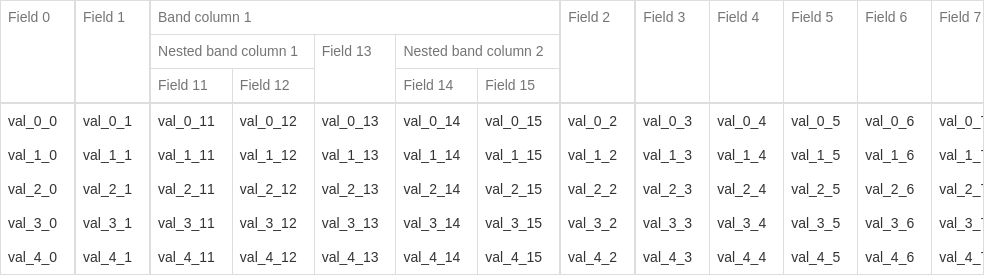 Field 0 Field 1 Band column 1 Field 2 Field 3 Field 4 Field 5 Field 6 Field 7
Nested band column 1 Field 13 Nested band column 2
Field 11 Field 12 Field 14 Field 15
val_0_0 val_0_1 val_0_11 val_0_12 val_0_13 val_0_14 val_0_15 val_0_2 val_0_3 val_0_4 val_0_5 val_0_6 val_0_
val_1_0 val_1_1 val_1_11 val_1_12 val_1_13 val_1_14 val_1_15 val_1_2 val_1_3 val_1_4 val_1_5 val_1_6 val_1_
val_2_0 val_2_1 val_2_11 val_2_12 val_2_13 val_2_14 val_2_15 val_2_2 val_2_3 val_2_4 val_2_5 val_2_6 val_2_
val_3_0 val_3_1 val_3_11 val_3_12 val_3_13 val_3_14 val_3_15 val_3_2 val_3_3 val_3_4 val_3_5 val_3_6 val_3_
val_4_0 val_4_1 val_4_11 val_4_12 val_4_13 val_4_14 val_4_15 val_4_2 val_4_3 val_4_4 val_4_5 val_4_6 val_4_